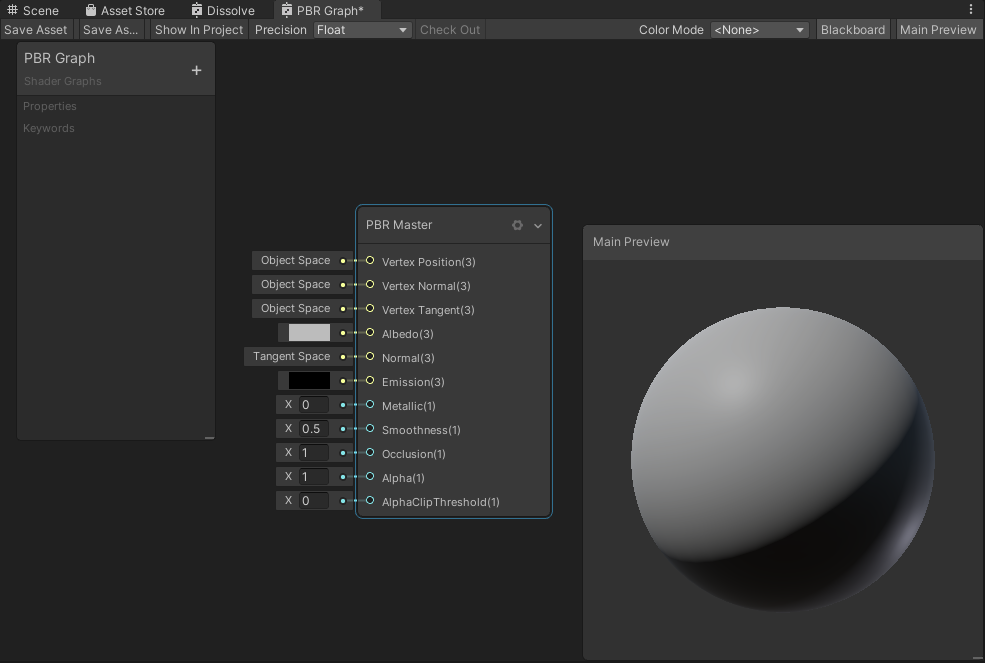 Scene Asset Store Dissolve PBR Graph*
Save Asset Save As... Show In Project Precision Float Check Out Color Mode <None> Blackboard Main Preview
PBR Graph
+
Shader Graphs
Properties
Keywords
PBR Master
Object Space Vertex Position(3)
Object Space Vertex Normal(3)
Object Space Vertex Tangent(3)
Albedo(3)
Tangent Space Normal(3)
Emission(3)
X 0 Metallic(1)
X 0.5 Smoothness(1)
X 1 Occlusion(1)
X 1 Alpha(1)
X 0 AlphaClipThreshold(1)
Main Preview